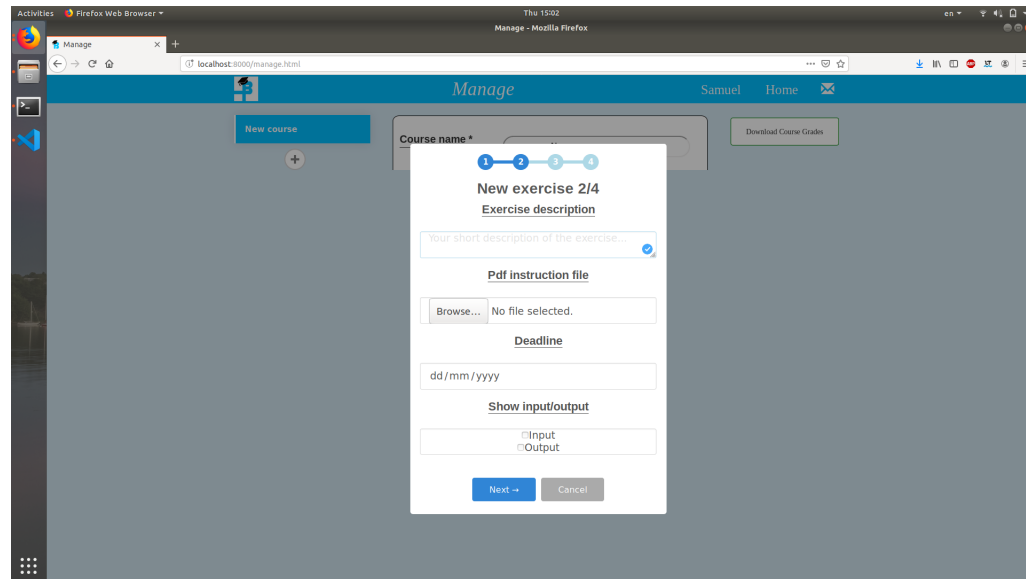 Activities Firefox Web Browser Thu 15:02 en
Manage - Mozilla Firefox
Manage × +
localhost:8000/manage.html
Manage Samuel Home
New course
Course name *
Download Course Grades
1 2 3 4
New exercise 2/4
Exercise description
Your short description of the exercise...
Pdf instruction file
Browse... No file selected.
Deadline
dd/mm/yyyy
Show input/output
Input
Output
Next → Cancel